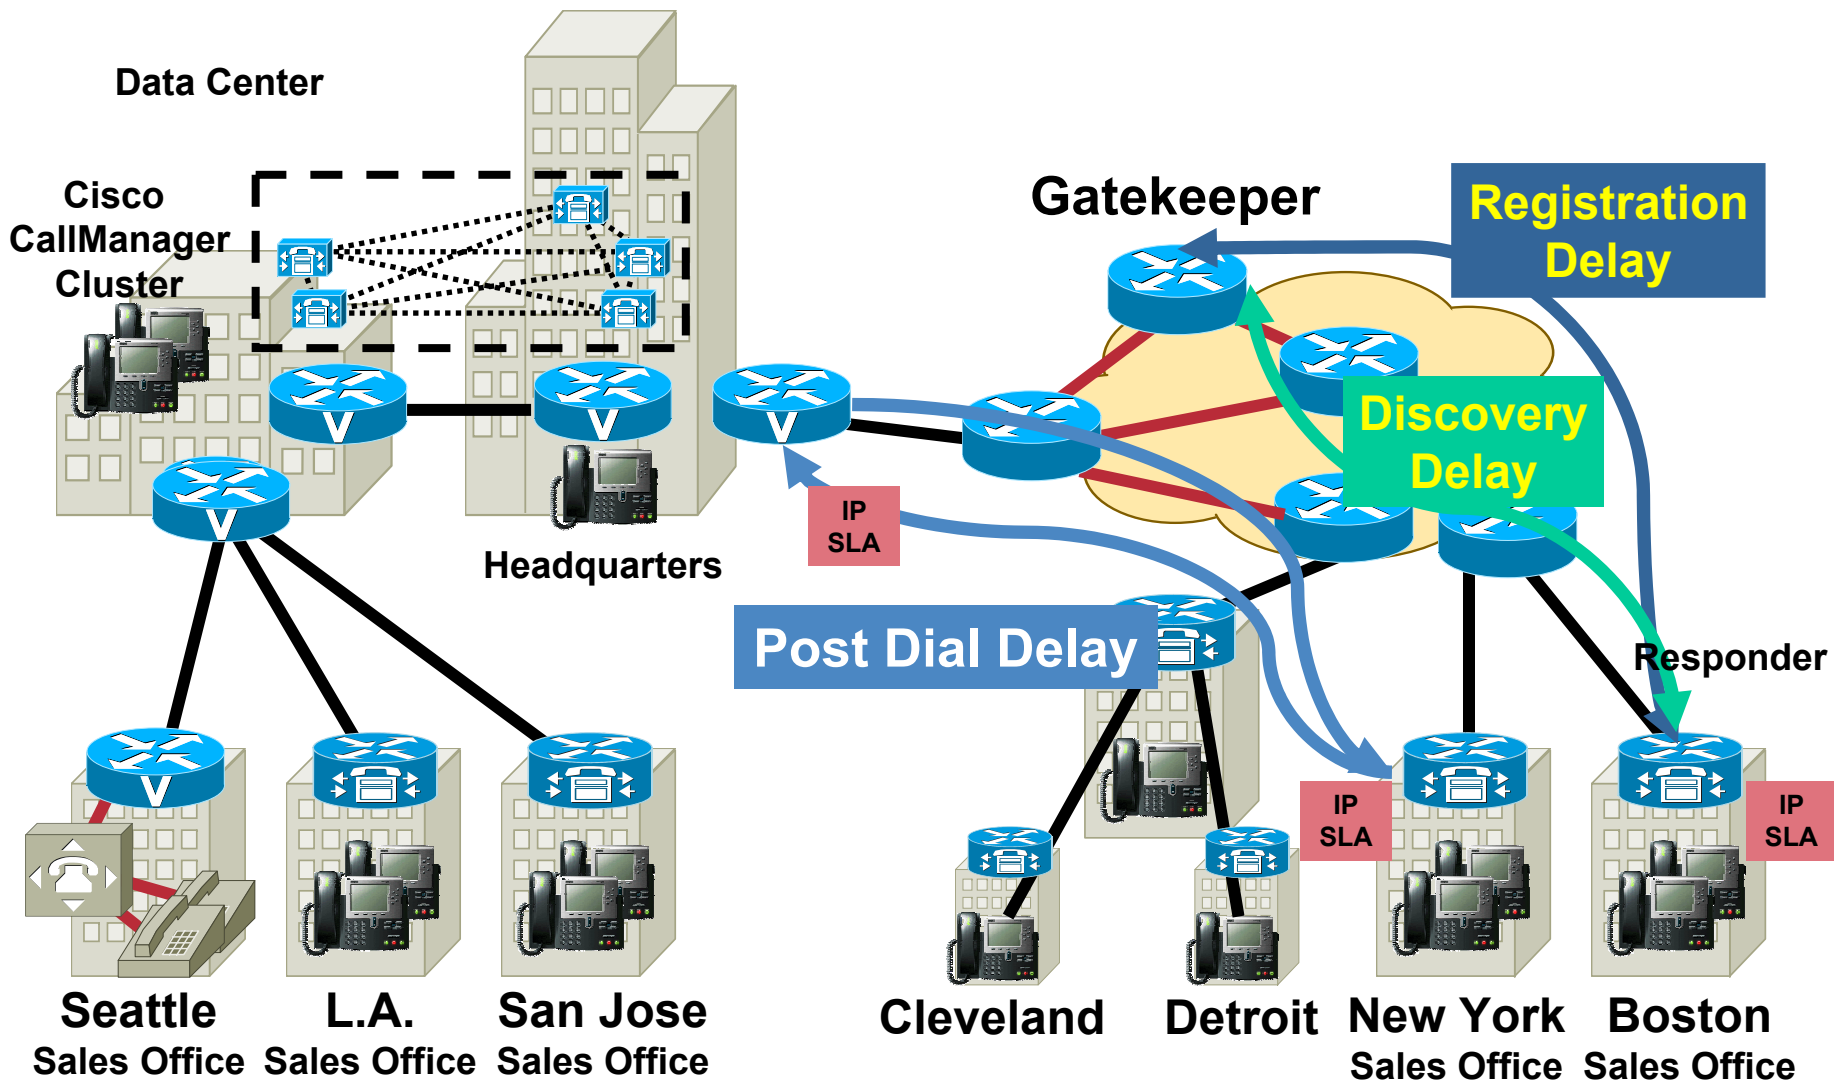 Data Center
Cisco
CallManager
Cluster
Gatekeeper
Registration
Delay
Discovery
Delay
V
V
V
V
IP
SLA
Headquarters
Post Dial Delay
Responder
V
IP
SLA
IP
SLA
Seattle
Sales Office
L.A.
Sales Office
San Jose
Sales Office
Cleveland
Detroit
New York
Sales Office
Boston
Sales Office